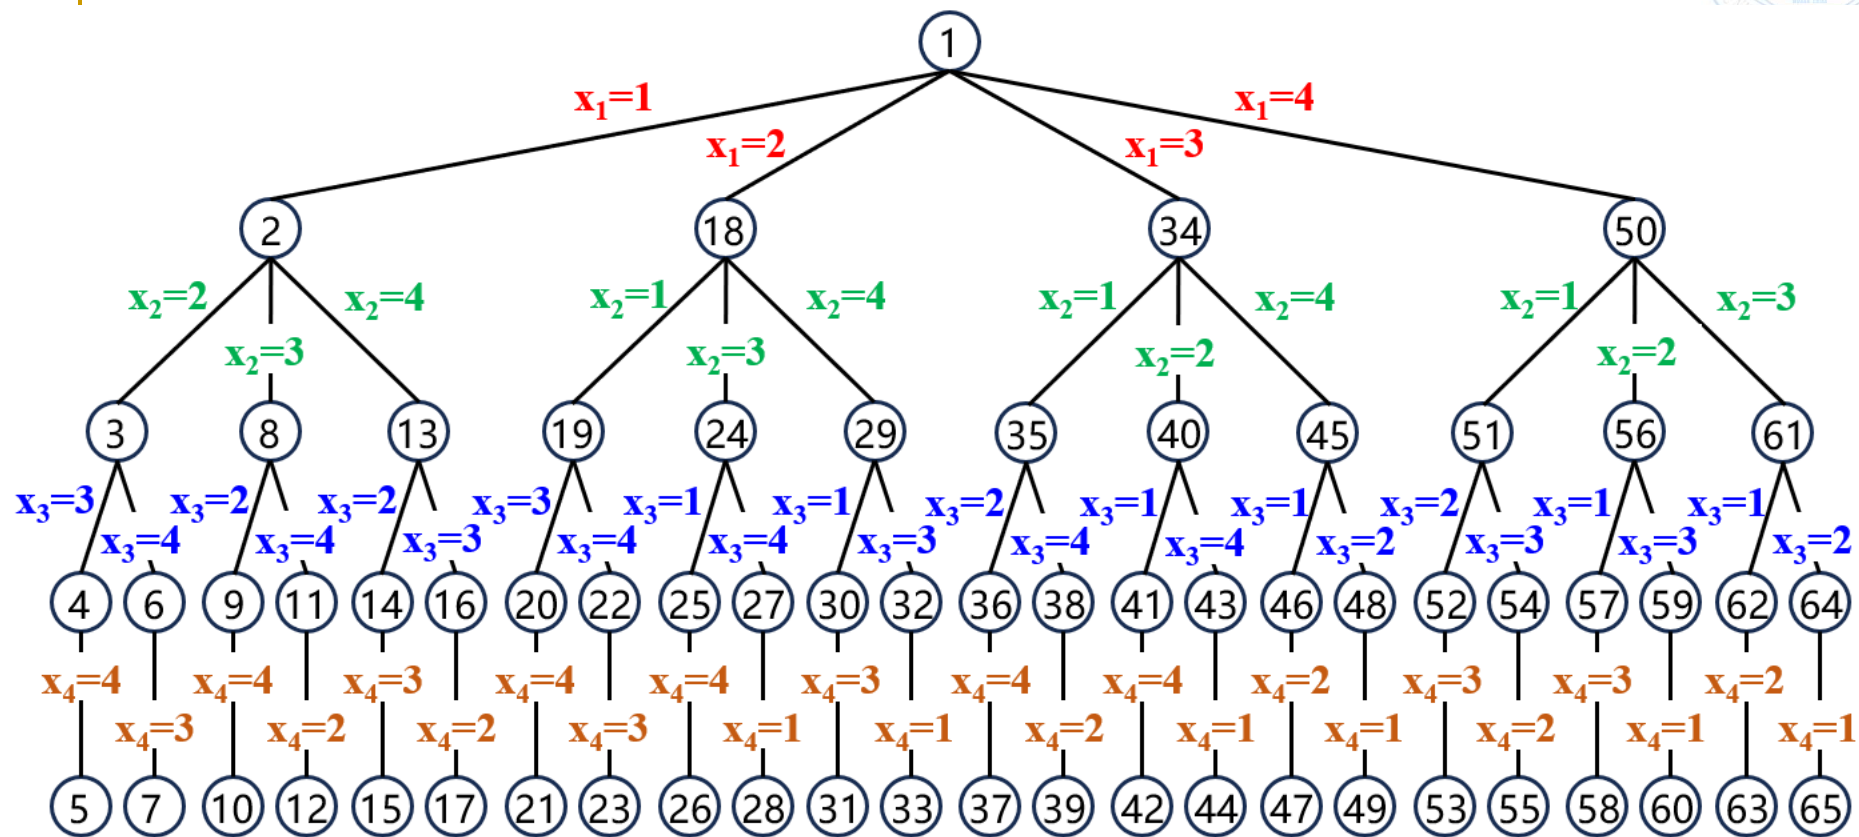 1
x₁=1 x₁=4
x₁=2 x₁=3
2 18 34 50
x₂=2 x₂=4 x₂=1 x₂=4 x₂=1 x₂=4 x₂=1 x₂=3
x₂=3 x₂=3 x₂=2 x₂=2
3 8 13 19 24 29 35 40 45 51 56 61
x₃=3 x₃=2 x₃=2 x₃=3 x₃=1 x₃=1 x₃=2 x₃=1 x₃=1 x₃=2 x₃=1 x₃=1
x₃=4 x₃=4 x₃=3 x₃=4 x₃=4 x₃=3 x₃=4 x₃=4 x₃=2 x₃=3 x₃=3 x₃=2
4 6 9 11 14 16 20 22 25 27 30 32 36 38 41 43 46 48 52 54 57 59 62 64
x₄=4 x₄=4 x₄=3 x₄=4 x₄=4 x₄=3 x₄=4 x₄=4 x₄=2 x₄=3 x₄=3 x₄=2
x₄=3 x₄=2 x₄=2 x₄=3 x₄=1 x₄=1 x₄=2 x₄=1 x₄=1 x₄=2 x₄=1 x₄=1
5 7 10 12 15 17 21 23 26 28 31 33 37 39 42 44 47 49 53 55 58 60 63 65